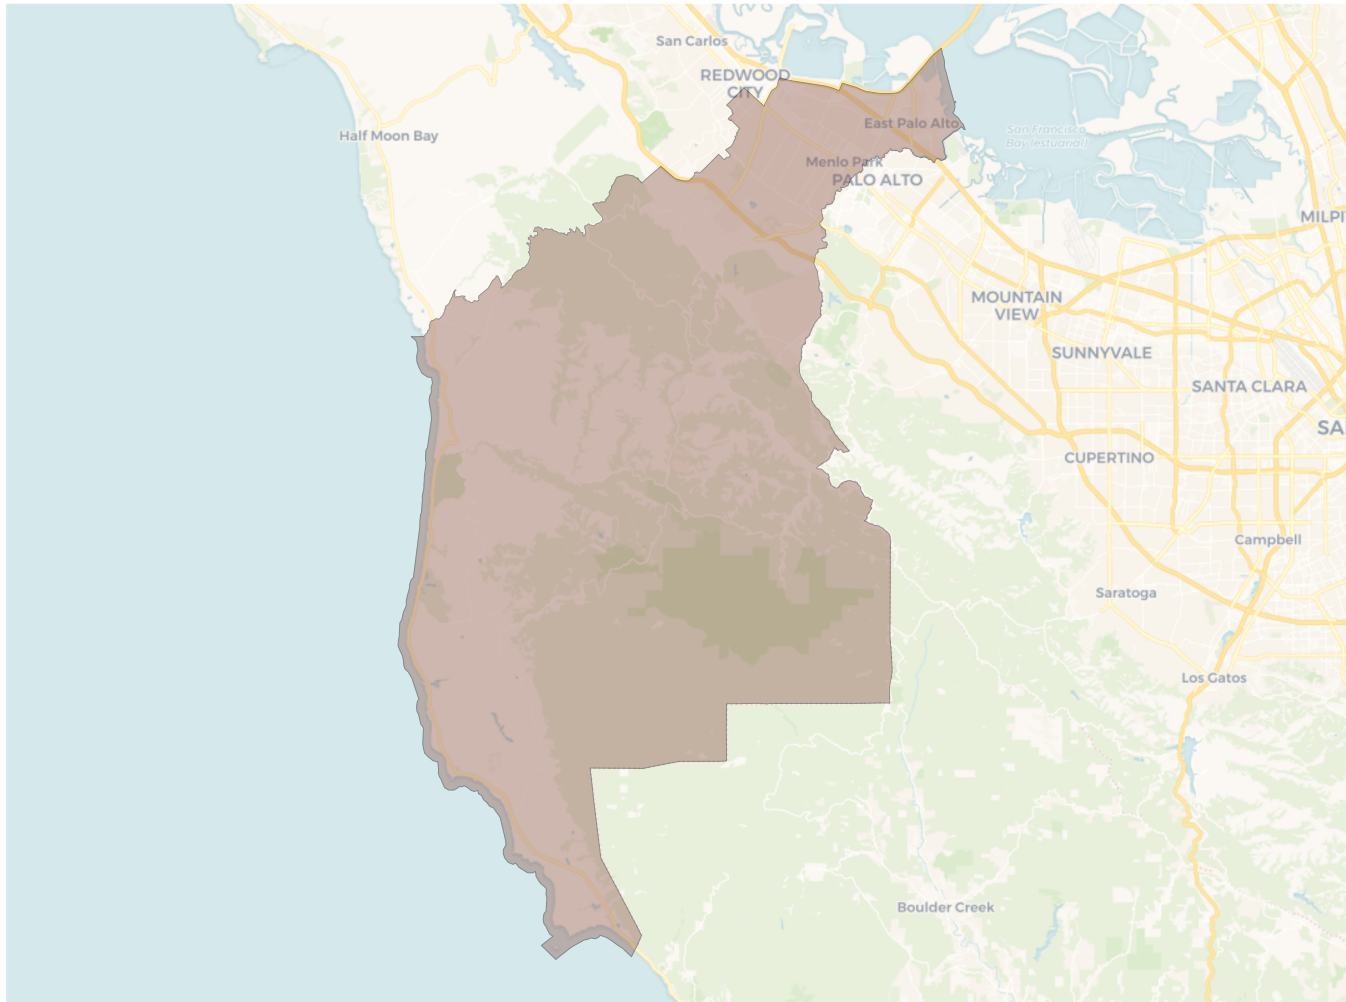 San Carlos
REDWOOD
CITY
Half Moon Bay
East Palo Alto
San Francisco
Bay (estuarial)
Menlo Park
PALO ALTO
MILPI
MOUNTAIN
VIEW
SUNNYVALE
SANTA CLARA
SA
CUPERTINO
Campbell
Saratoga
Los Gatos
Boulder Creek